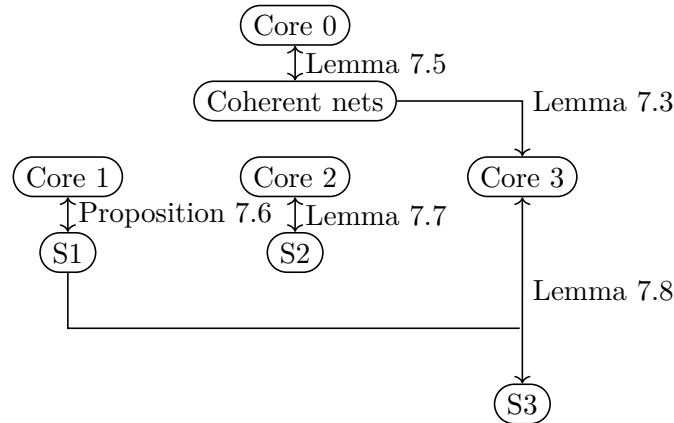 Core 0
Lemma 7.5
Coherent nets
Lemma 7.3
Core 1
Core 2
Core 3
Proposition 7.6
Lemma 7.7
S1
S2
Lemma 7.8
S3